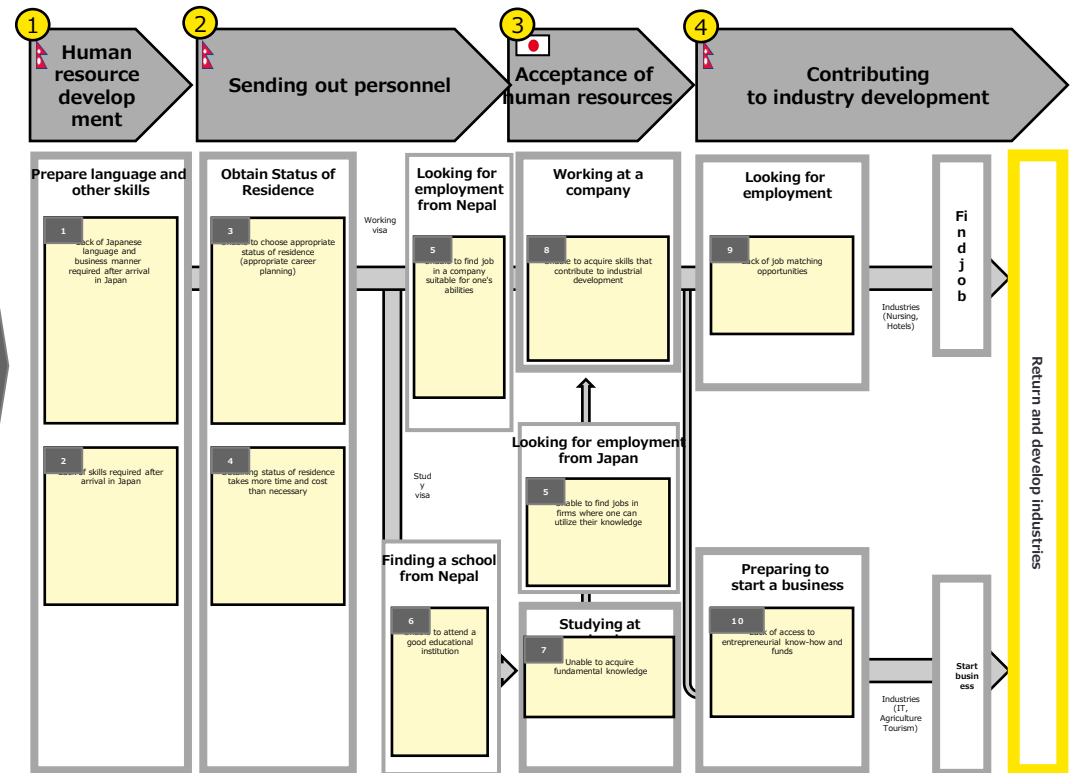 1
Human
resource
develop
ment
2
Sending out personnel
3
Acceptance of
human resources
4
Contributing
to industry development
Prepare language and
other skills
1
Lack of Japanese
language and
business manner
required after arrival
in Japan
2
of skills required after
arrival in Japan
Obtain Status of
Residence
3
to choose appropriate
status of residence
(appropriate career
planning)
4
status of residence
takes more time and cost
than necessary
Working
visa
Stud
y
visa
Looking for
employment
from Nepal
5
to find job
in a company
suitable for one's
abilities
Finding a school
from Nepal
6
to attend a
good educational
institution
Working at a
company
8
to acquire skills that
contribute to industrial
development
Looking for employment
from Japan
5
Unable to find jobs in
firms where one can
utilize their knowledge
Studying at
7
Unable to acquire
fundamental knowledge
Looking for
employment
9
Lack of job matching
opportunities
Preparing to
start a business
10
of access to
entrepreneurial know-how and
funds
Industries
(Nursing,
Hotels)
Industries
(IT,
Agriculture
Tourism)
Fi
n
d
j
o
b
Start
busin
ess
Return and develop industries